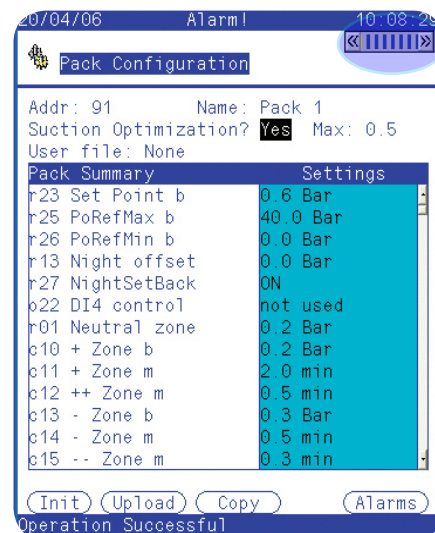 20/04/06 Alarm! 10:08:29
Pack Configuration
Addr: 91 Name: Pack 1
Suction Optimization? Yes Max: 0.5
User file: None
Pack Summary Settings
r23 Set Point b 0.6 Bar
r25 PoRefMax b 40.0 Bar
r26 PoRefMin b 0.0 Bar
r13 Night offset 0.0 Bar
r27 NightSetBack ON
o22 DI4 control not used
r01 Neutral zone 0.2 Bar
c10 + Zone b 0.2 Bar
c11 + Zone m 2.0 min
c12 ++ Zone m 0.5 min
c13 - Zone b 0.3 Bar
c14 - Zone m 0.5 min
c15 -- Zone m 0.3 min
Init Upload Copy Alarms
Operation Successful